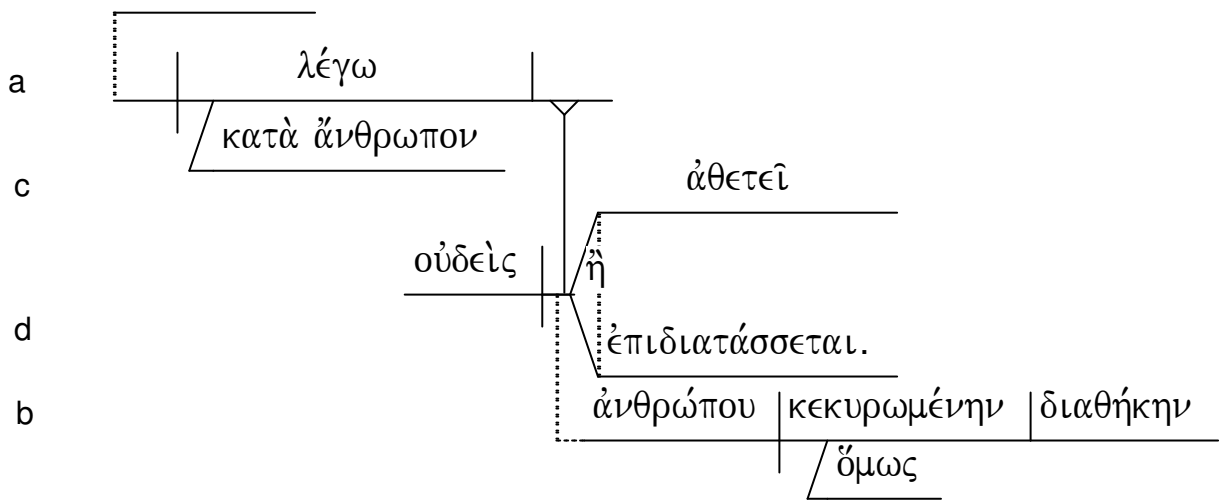 a λέγω
κατὰ ἄνθρωπον
c ἀθετεῖ
οὐδεὶς ἢ
d ἐπιδιατάσσεται.
b ἀνθρώπου κεκυρωμένην διαθήκην
ὅμως